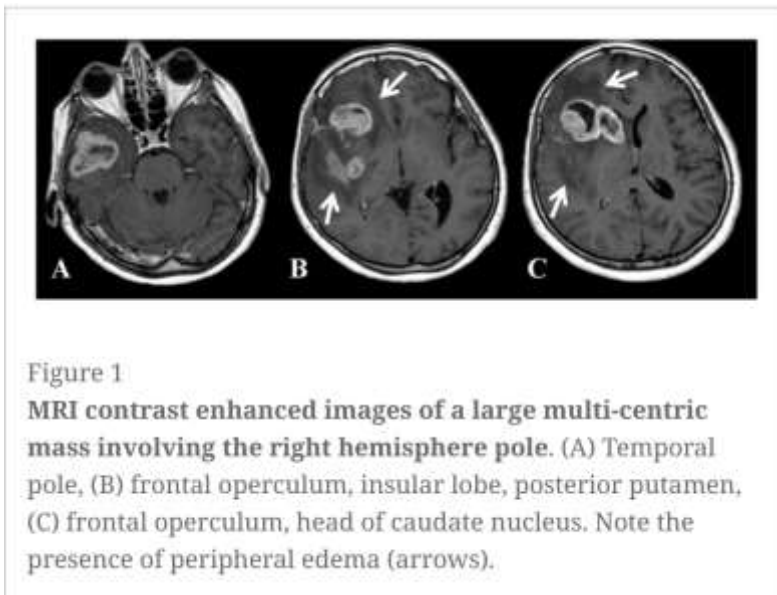 A
B
C
Figure 1
MRI contrast enhanced images of a large multi-centric
mass involving the right hemisphere pole. (A) Temporal
pole, (B) frontal operculum, insular lobe, posterior putamen,
(C) frontal operculum, head of caudate nucleus. Note the
presence of peripheral edema (arrows).